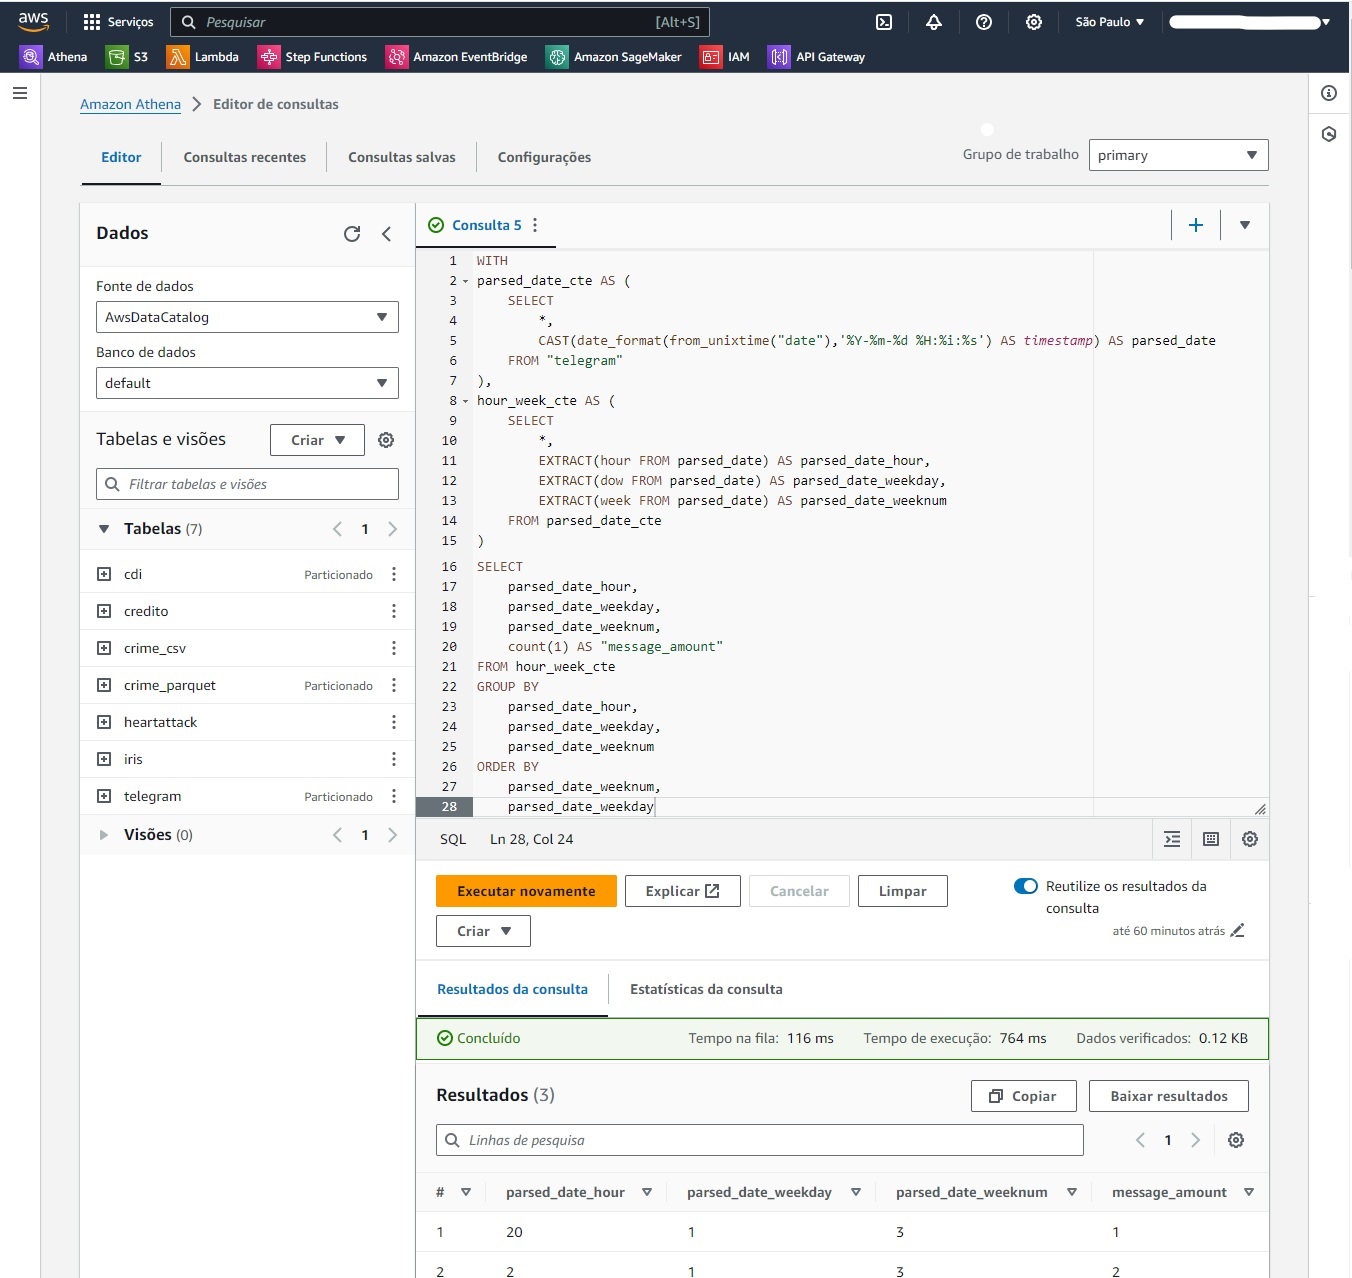 aws
Serviços
Pesquisar
[Alt+S]
São Paulo
Athena
S3
Lambda
Step Functions
Amazon EventBridge
Amazon SageMaker
IAM
API Gateway
Amazon Athena
Editor de consultas
Editor
Consultas recentes
Consultas salvas
Configurações
Grupo de trabalho
primary
Dados
Fonte de dados
AwsDataCatalog
Banco de dados
default
Tabelas e visões
Criar
Filtrar tabelas e visões
Tabelas (7)
1
cdi
Particionado
credito
crime_csv
crime_parquet
Particionado
heartattack
iris
telegram
Particionado
Visões (0)
1
Consulta 5
1 WITH
2 parsed_date_cte AS (
3 SELECT
4 *,
5 CAST(date_format(from_unixtime("date"),'%Y-%m-%d %H:%i:%s') AS timestamp) AS parsed_date
6 FROM "telegram"
7 ),
8 hour_week_cte AS (
9 SELECT
10 *,
11 EXTRACT(hour FROM parsed_date) AS parsed_date_hour,
12 EXTRACT(dow FROM parsed_date) AS parsed_date_weekday,
13 EXTRACT(week FROM parsed_date) AS parsed_date_weeknum
14 FROM parsed_date_cte
15 )
16 SELECT
17 parsed_date_hour,
18 parsed_date_weekday,
19 parsed_date_weeknum,
20 count(1) AS "message_amount"
21 FROM hour_week_cte
22 GROUP BY
23 parsed_date_hour,
24 parsed_date_weekday,
25 parsed_date_weeknum
26 ORDER BY
27 parsed_date_weeknum,
28 parsed_date_weekday
SQL
Ln 28, Col 24
Executar novamente
Explicar
Cancelar
Limpar
Criar
Reutilize os resultados da
consulta
até 60 minutos atrás
Resultados da consulta
Estatísticas da consulta
Concluído
Tempo na fila: 116 ms
Tempo de execução: 764 ms
Dados verificados: 0.12 KB
Resultados (3)
Copiar
Baixar resultados
Linhas de pesquisa
1
# parsed_date_hour parsed_date_weekday parsed_date_weeknum message_amount
1 20 1 3 1
2 2 1 3 2